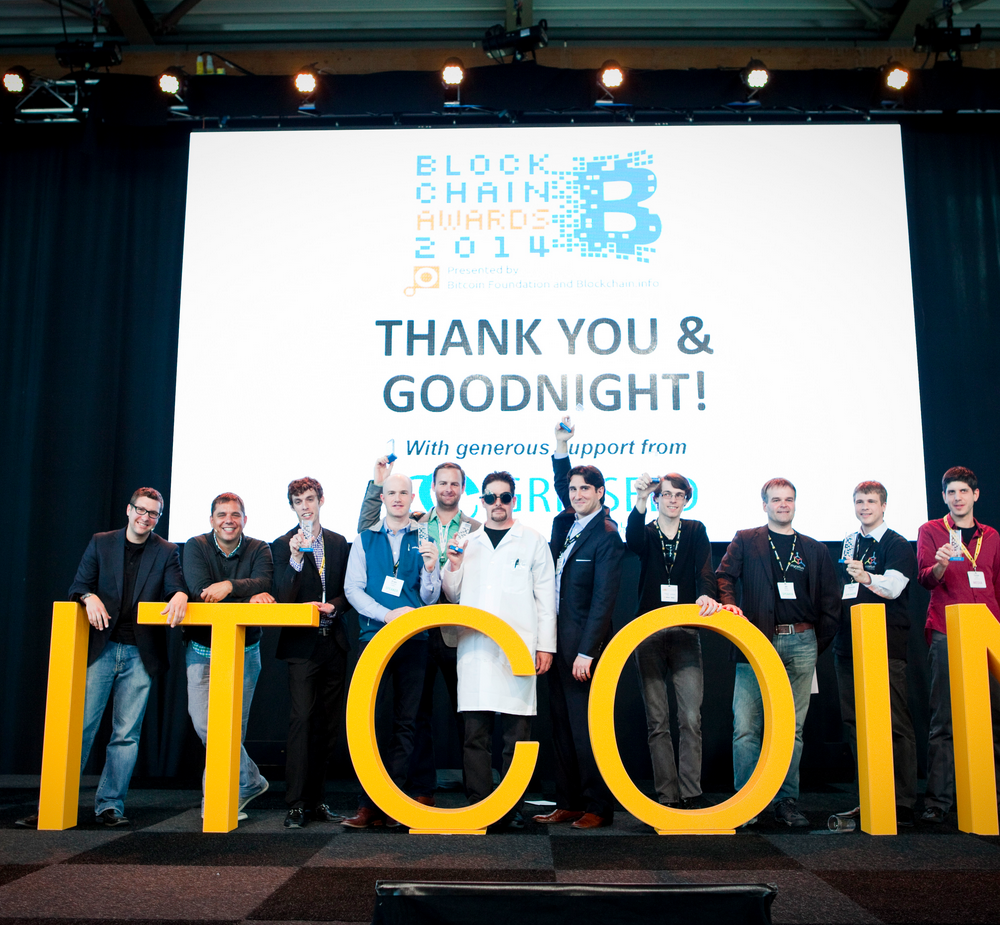 BLOCK
CHAIN
AWARDS
2014
Presented by
Bitcoin Foundation and Blockchain.info
THANK YOU &
GOODNIGHT!
With generous support from
ITCOIN